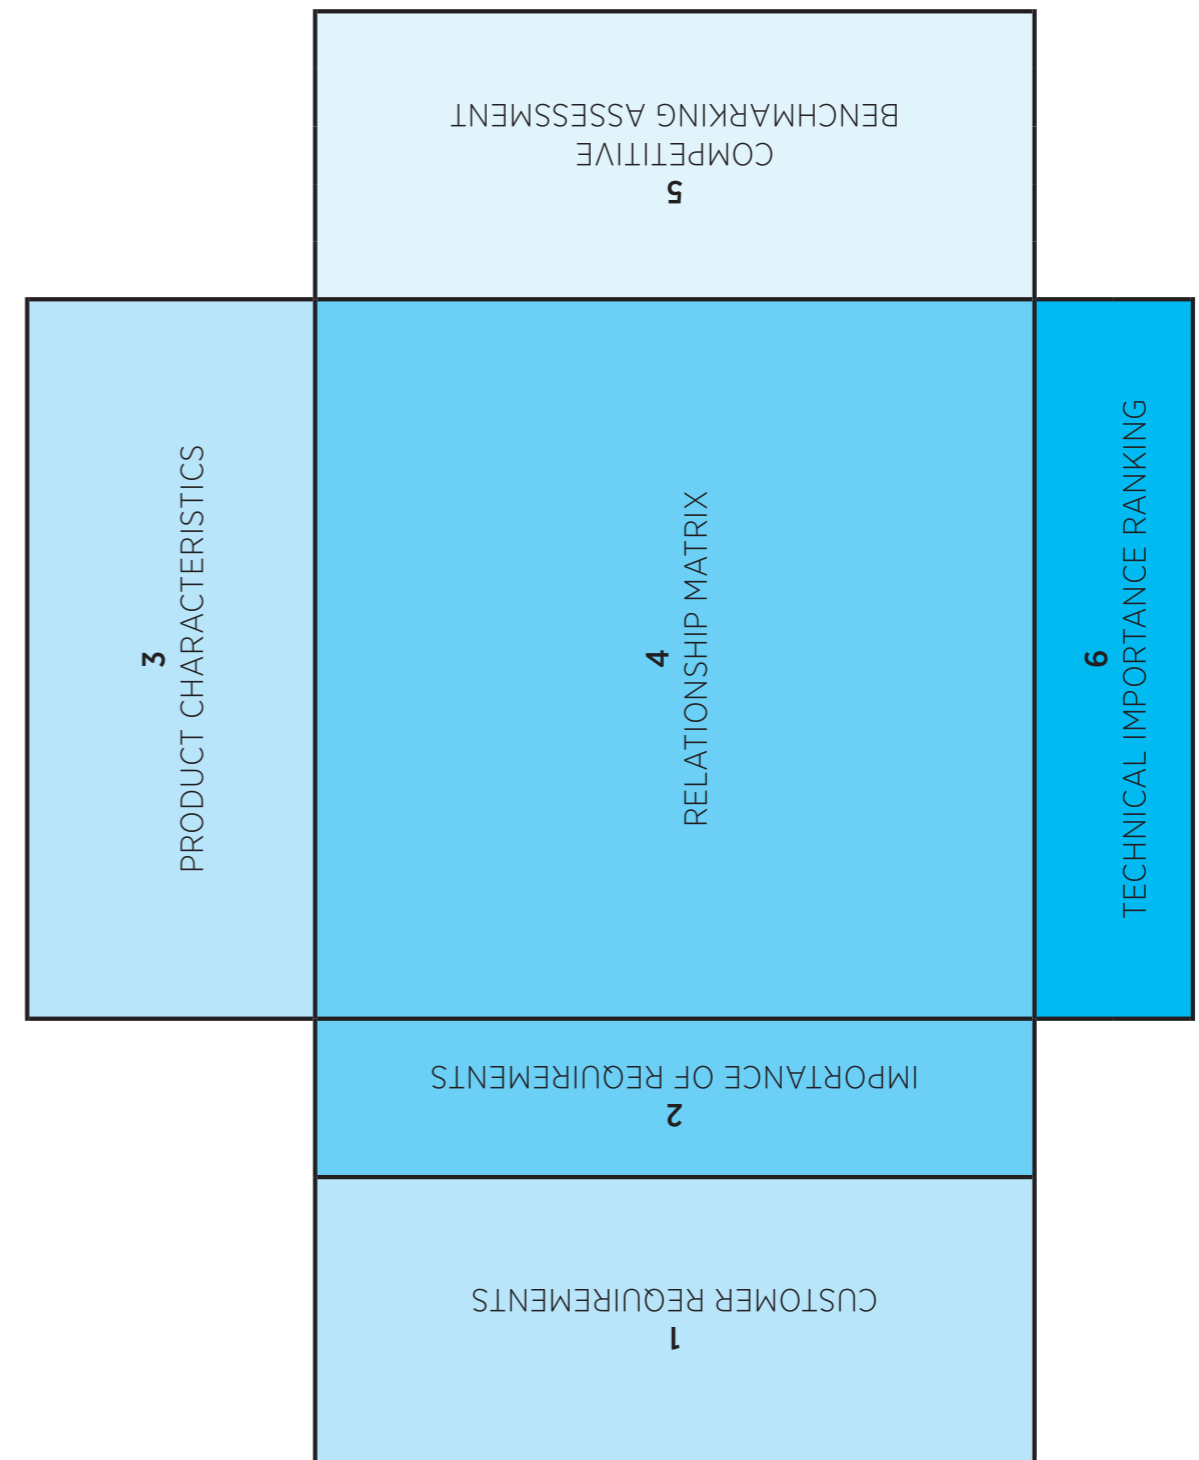 1
CUSTOMER REQUIREMENTS
2
IMPORTANCE OF REQUIREMENTS
3
PRODUCT CHARACTERISTICS
4
RELATIONSHIP MATRIX
5
COMPETITIVE
BENCHMARKING ASSESSMENT
6
TECHNICAL IMPORTANCE RANKING